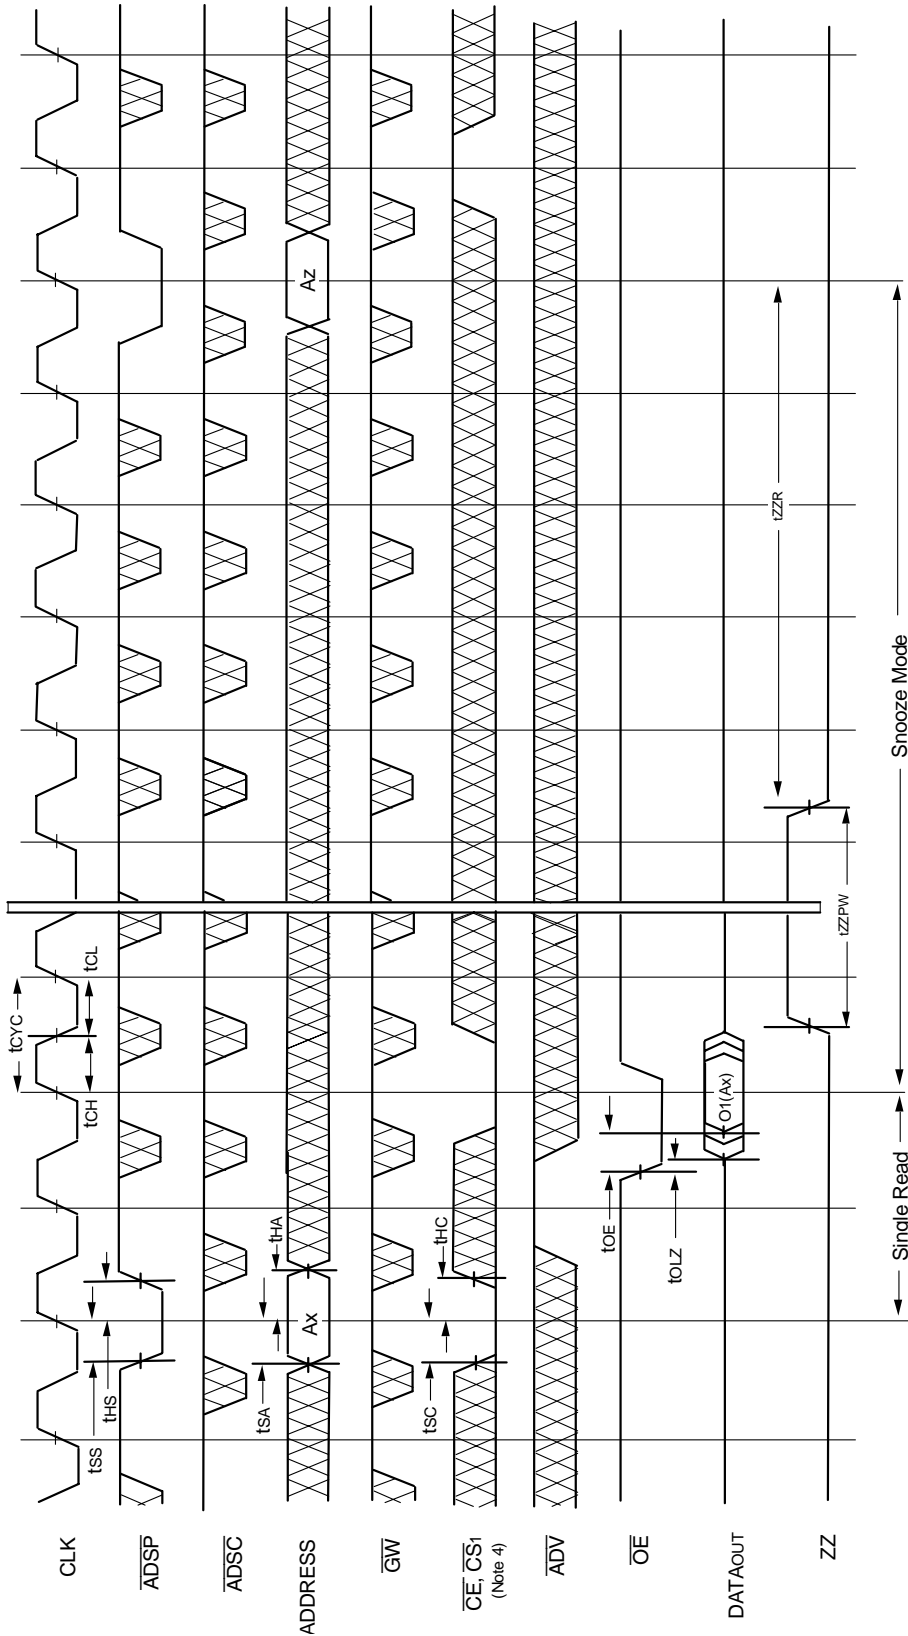 CLK
tCYC
tCH
tCL
tSS
tHS
ADSP
ADSC
ADDRESS
tSA
tHA
Ax
Az
GW
CE, CS1
(Note 4)
tSC
tHC
ADV
OE
tOE
tOLZ
DATAOUT
O1(Ax)
ZZ
tZZPW
tZZR
Single Read
Snooze Mode